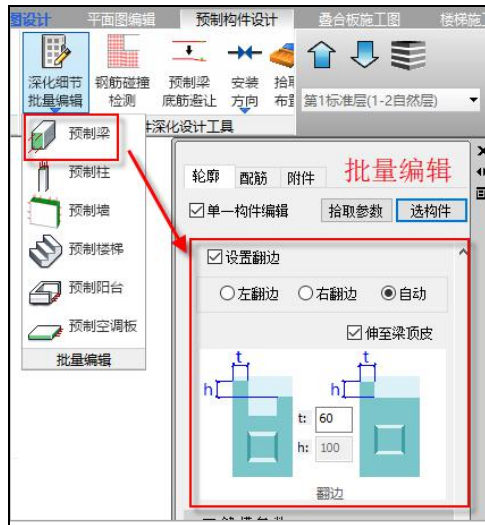 图设计 平面图编辑 预制构件设计 叠合板施工图 楼梯施
深化细节 钢筋碰撞 预制梁 安装
批量编辑 检测 底筋避让 方向 布
第1标准层(1-2自然层)
深化设计工具
预制梁
预制柱
预制墙
预制楼梯
预制阳台
预制空调板
批量编辑
轮廓 配筋 附件 批量编辑
单一构件编辑 拾取参数 选构件
设置翻边
左翻边 右翻边 自动
伸至梁顶皮
t t
h h
t: 60
h: 100
翻边